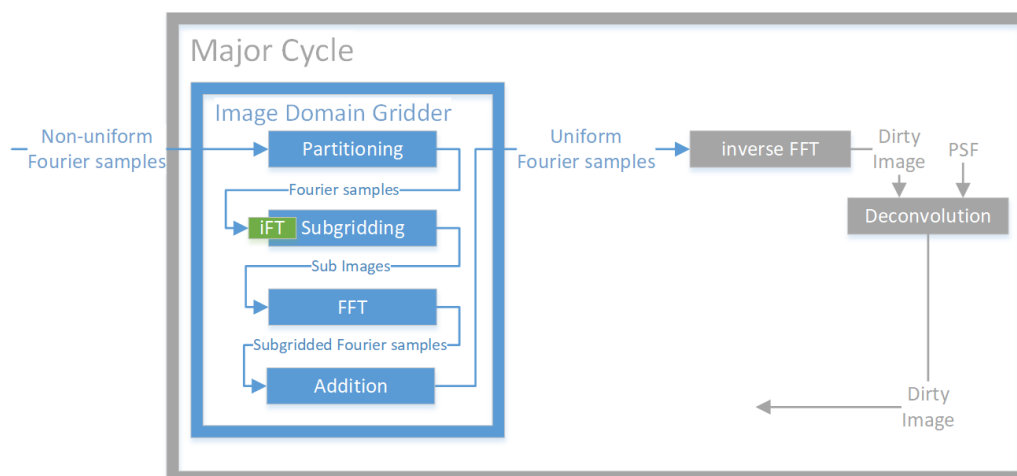 Major Cycle
Image Domain Gridder
Non-uniform
Fourier samples
Partitioning
Fourier samples
iFT
Subgridding
Sub Images
FFT
Subgridded Fourier samples
Addition
Uniform
Fourier samples
inverse FFT
Dirty
Image
PSF
Deconvolution
Dirty
Image